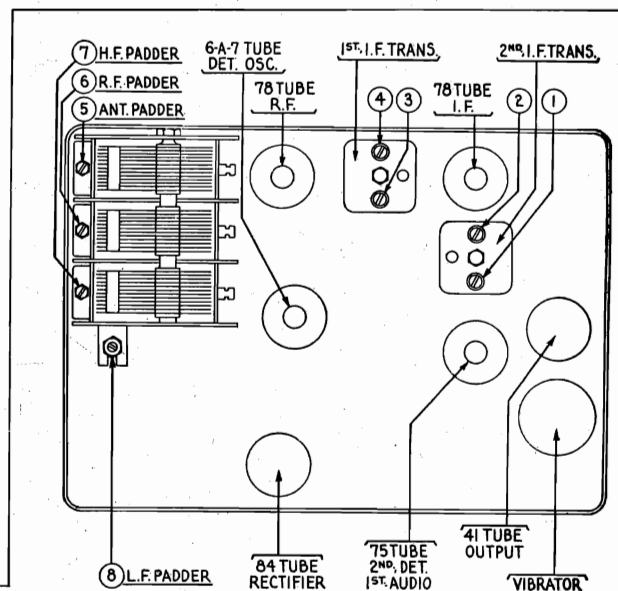 7 H.F. PADDER
6 R.F. PADDER
5 ANT. PADDER
6-A-7 TUBE
DET. OSC.
78 TUBE
R.F.
1ST. I.F. TRANS.
4
3
78 TUBE
I.F.
2ND. I.F. TRANS.
2
1
8 L.F. PADDER
84 TUBE
RECTIFIER
75 TUBE
2ND. DET.
1ST. AUDIO
41 TUBE
OUTPUT
VIBRATOR